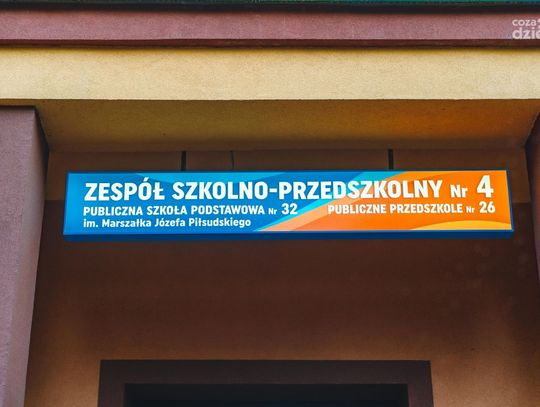 ZESPÓŁ SZKOLNO-PRZEDSZKOLNY Nr 4
PUBLICZNA SZKOŁA PODSTAWOWA Nr 32 PUBLICZNE PRZEDSZKOLE Nr 26
im. Marszałka Józefa Piłsudskiego